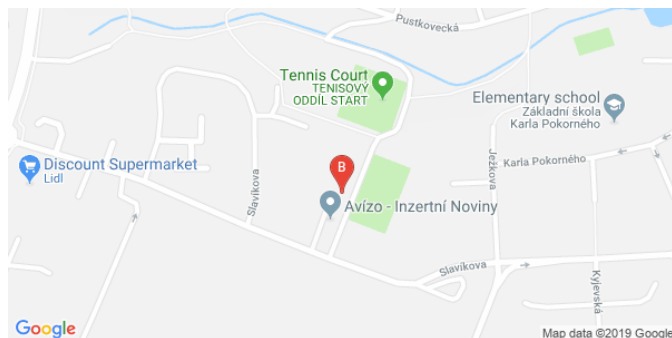 Pustkovecká
Tennis Court
TENISOVÝ
ODDÍL START
Elementary school
Základní škola
Karla Pokorného
Discount Supermarket
Lidl
Slavíkova
B
Avízo - Inzertní Noviny
Ježkova
Karla Pokorného
Slavíkova
Kyjevská
Google
Map data ©2019 Google